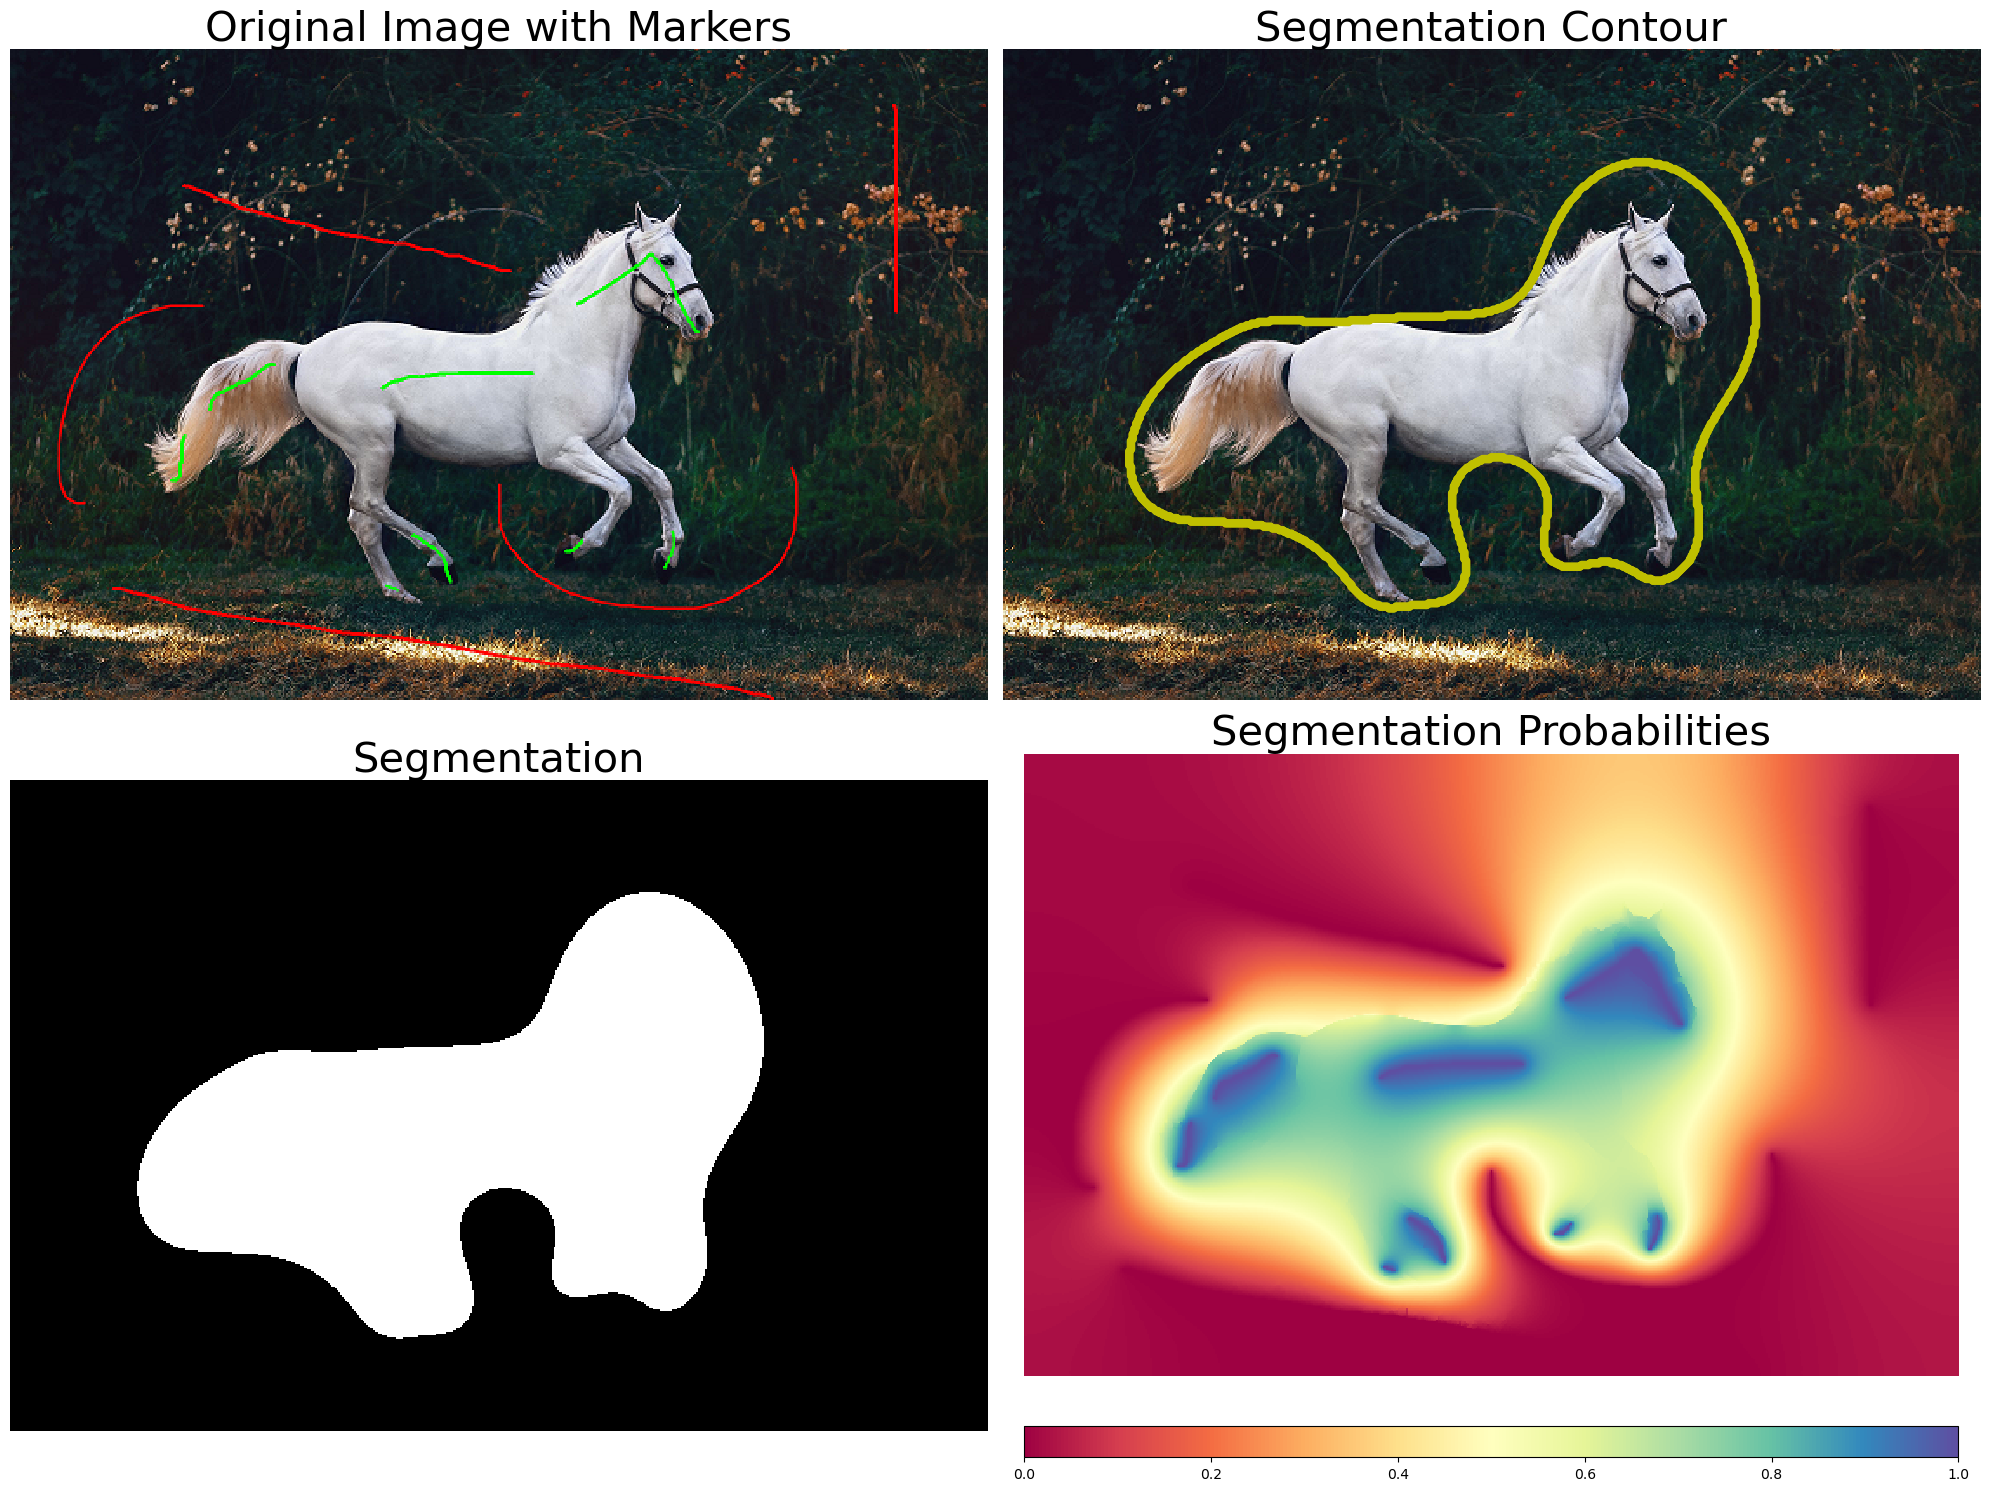 Original Image with Markers
Segmentation Contour
Segmentation
Segmentation Probabilities
0.0 0.2 0.4 0.6 0.8 1.0